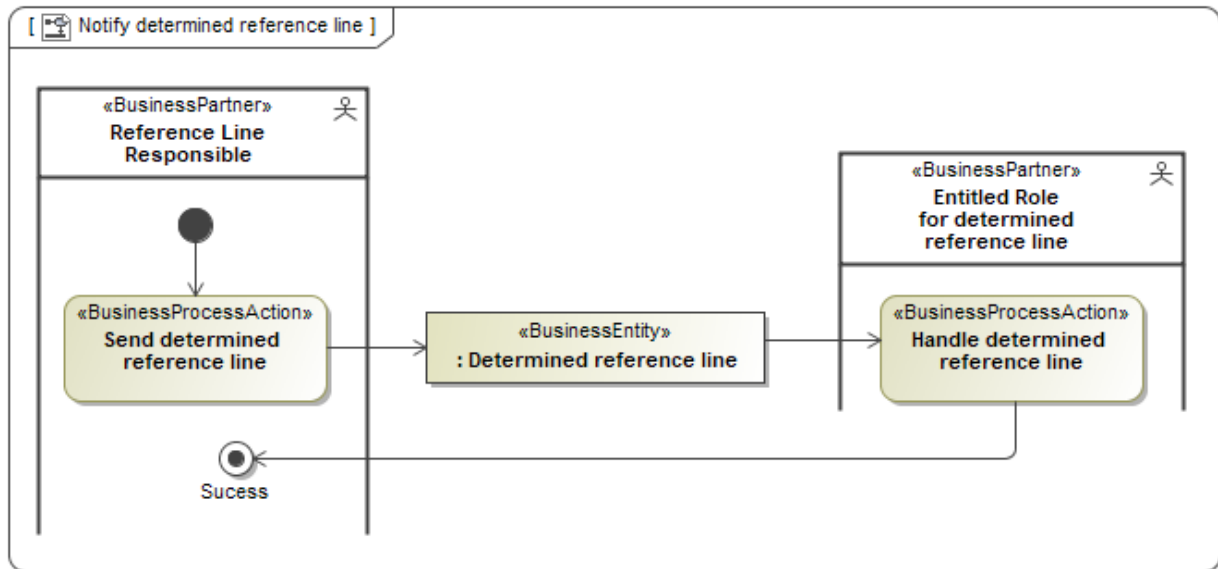 [ Notify determined reference line ]
«BusinessPartner»
Reference Line
Responsible
«BusinessPartner»
Entitled Role
for determined
reference line
«BusinessProcessAction»
Send determined
reference line
«BusinessEntity»
: Determined reference line
«BusinessProcessAction»
Handle determined
reference line
Sucess